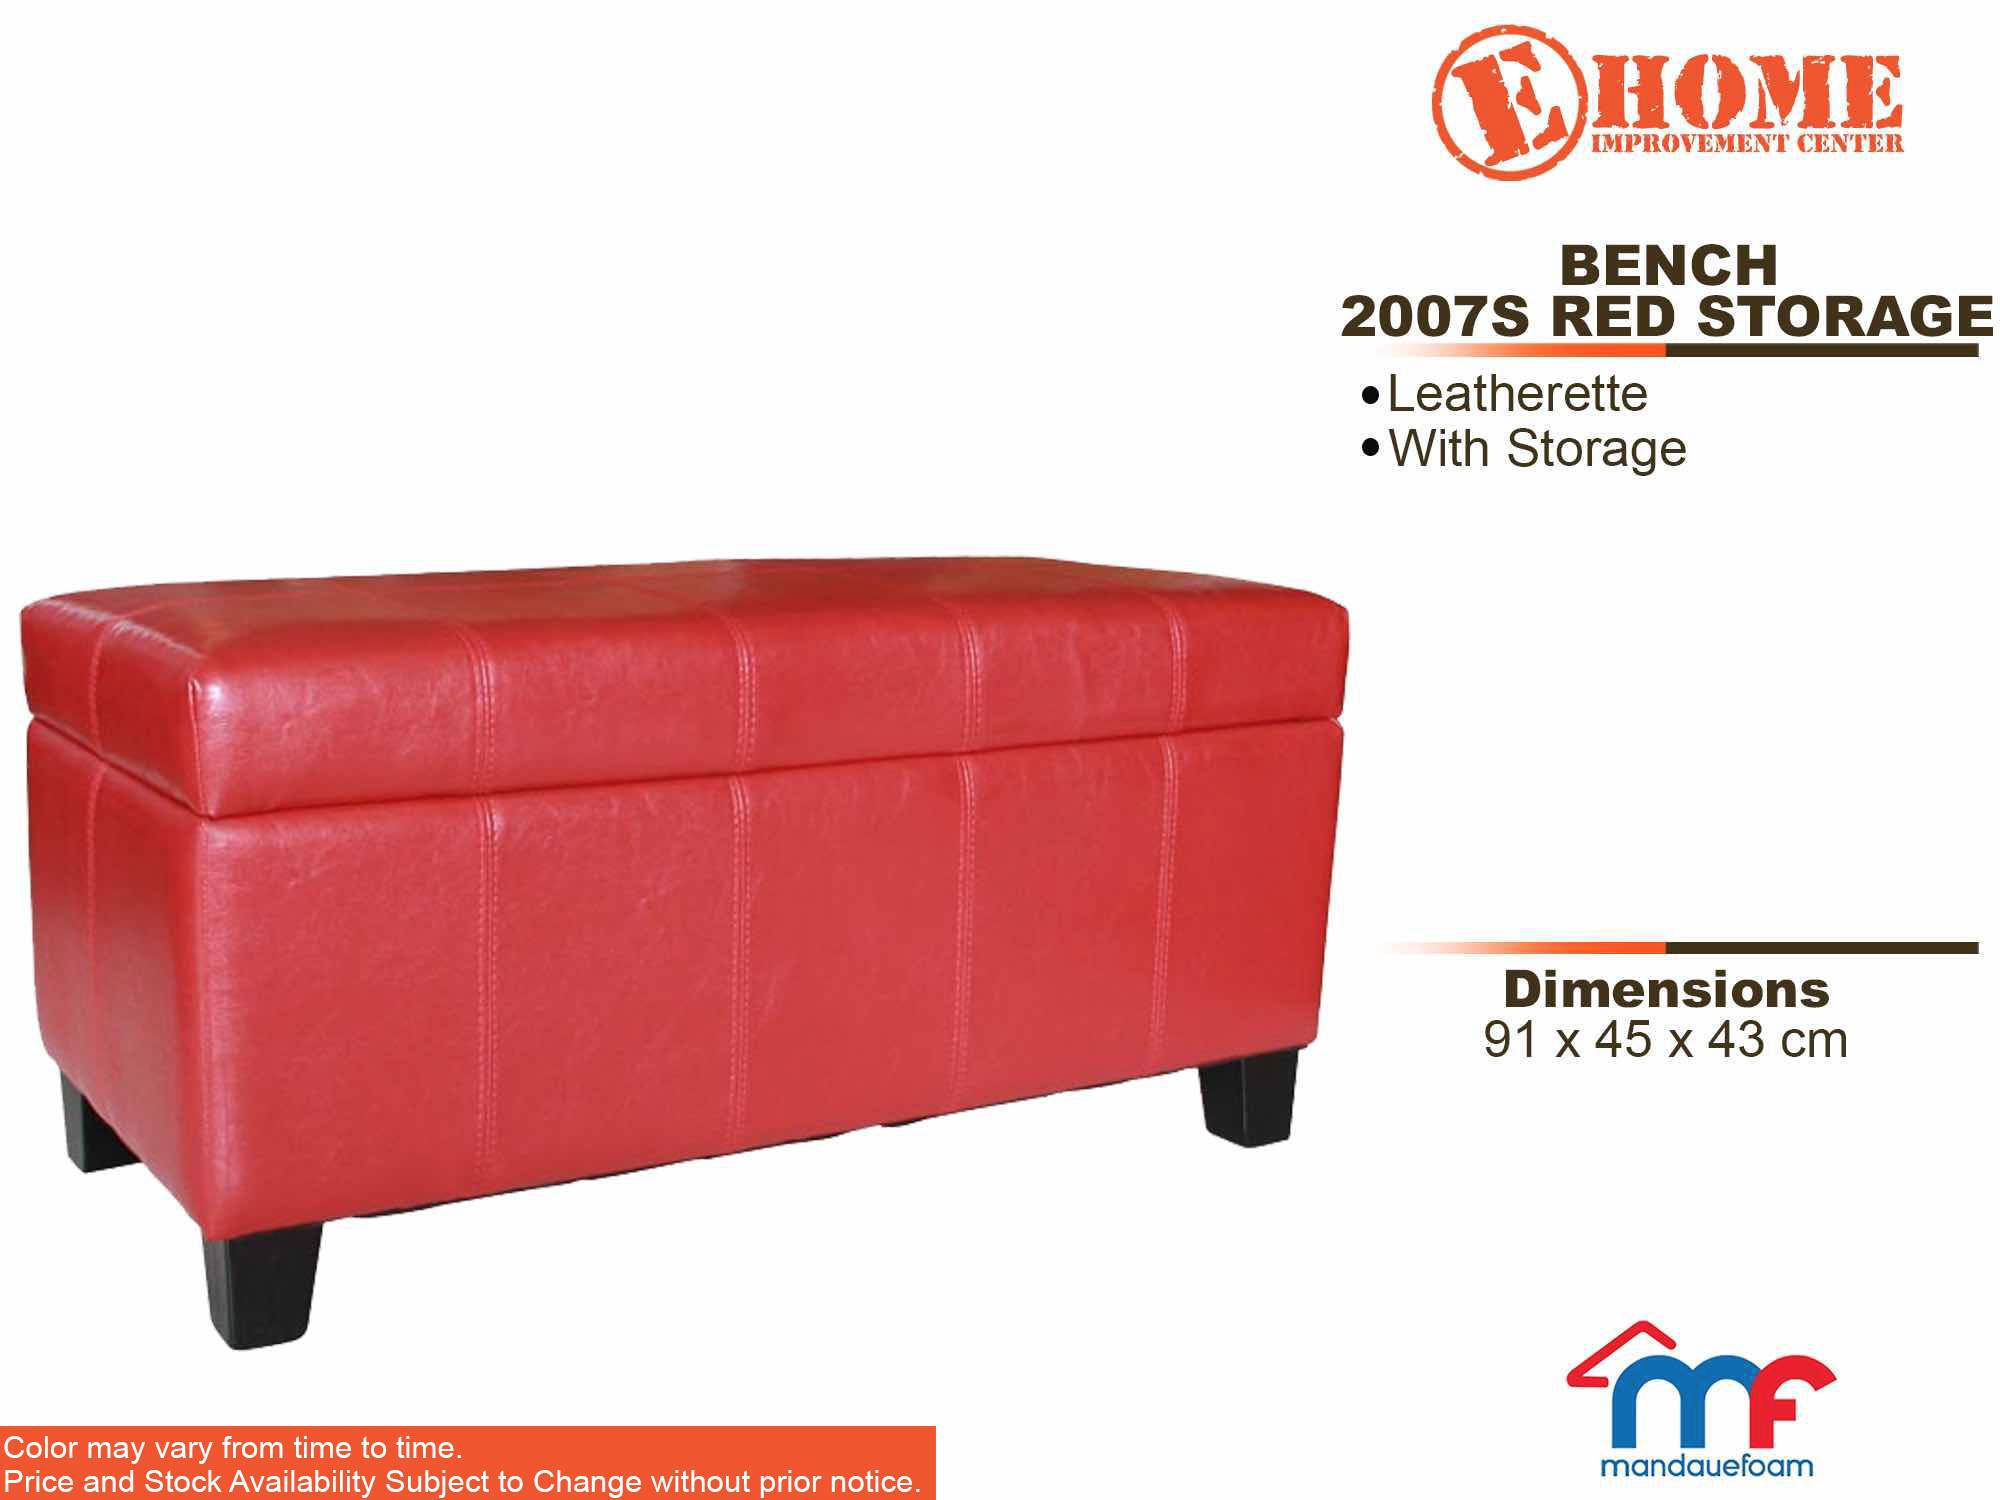 E HOME
IMPROVEMENT CENTER
BENCH
2007S RED STORAGE
•Leatherette
•With Storage
Dimensions
91 x 45 x 43 cm
mf
mandauefoam
Color may vary from time to time.
Price and Stock Availability Subject to Change without prior notice.